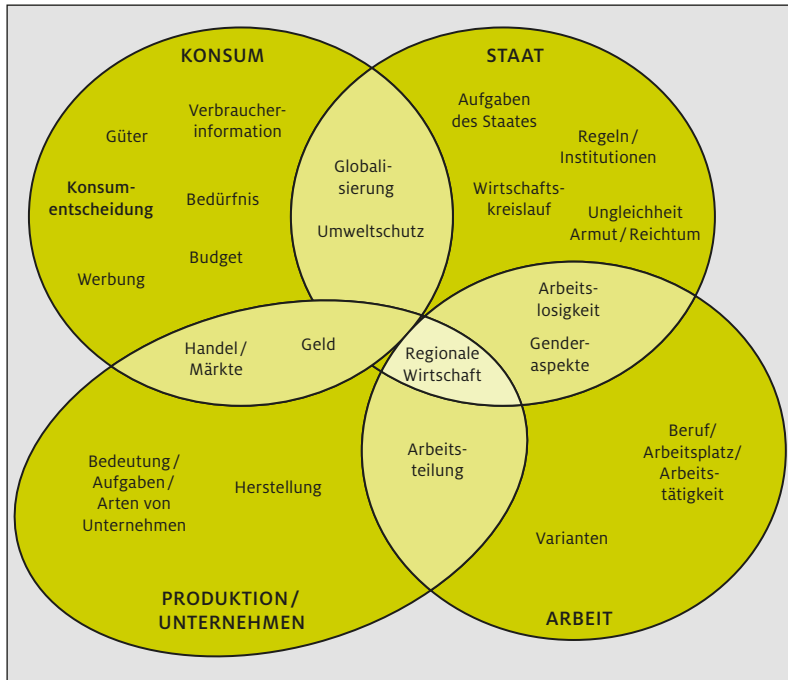 KONSUM
Verbraucher-
information
Güter
Konsum-
entscheidung
Bedürfnis
Budget
Werbung
Globali-
sierung
Umweltschutz
STAAT
Aufgaben
des Staates
Regeln /
Institutionen
Wirtschafts-
kreislauf
Ungleichheit
Armut / Reichtum
Arbeits-
losigkeit
Gender-
aspekte
Handel /
Märkte
Geld
Regionale
Wirtschaft
Arbeits-
teilung
Bedeutung /
Aufgaben /
Arten von
Unternehmen
Herstellung
PRODUKTION /
UNTERNEHMEN
Beruf/
Arbeitsplatz/
Arbeits-
tätigkeit
Varianten
ARBEIT